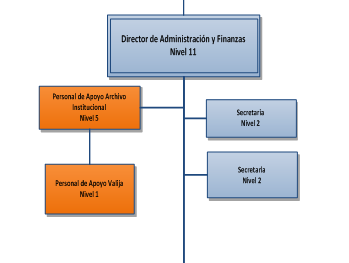 Director de Administración y Finanzas
Nivel 11
Personal de Apoyo Archivo
Institucional
Nivel 5
Secretaria
Nivel 2
Personal de Apoyo Valija
Nivel 1
Secretaria
Nivel 2